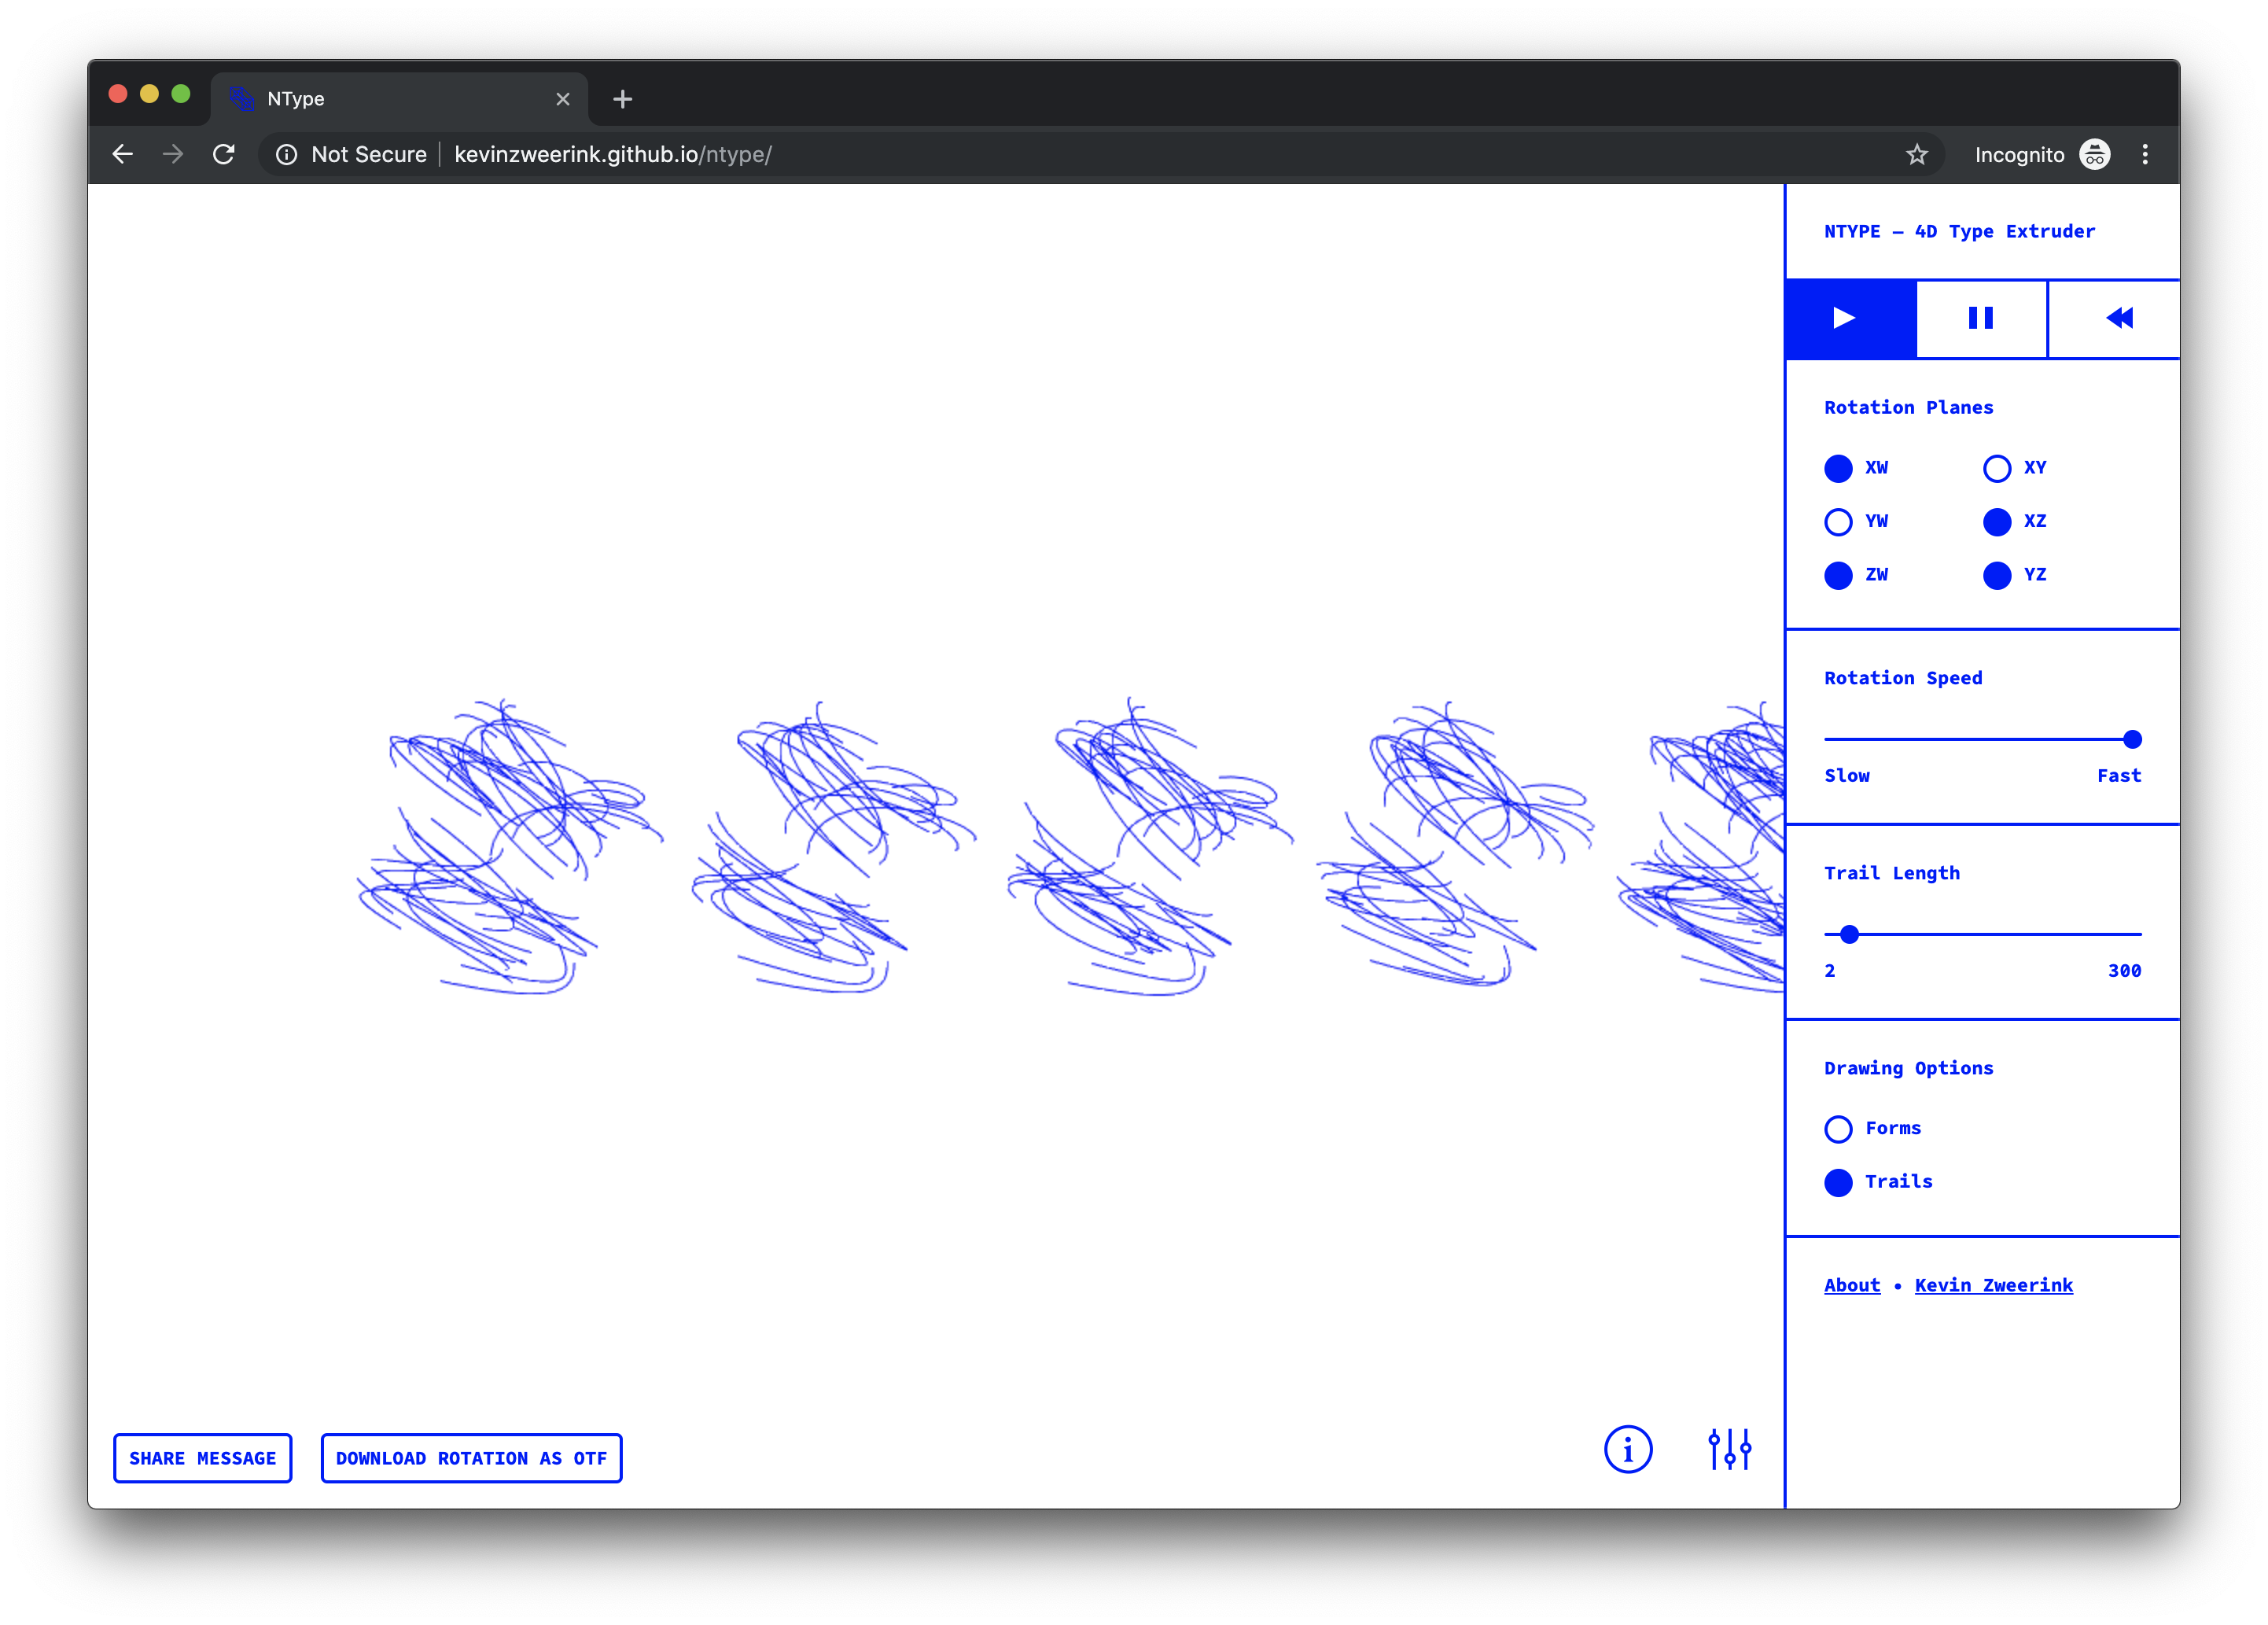 NType
Not Secure kevinzweerink.github.io/ntype/ Incognito
NTYPE — 4D Type Extruder
Rotation Planes
XW XY
YW XZ
ZW YZ
Rotation Speed
Slow Fast
Trail Length
2 300
Drawing Options
Forms
Trails
About • Kevin Zweerink
SHARE MESSAGE DOWNLOAD ROTATION AS OTF